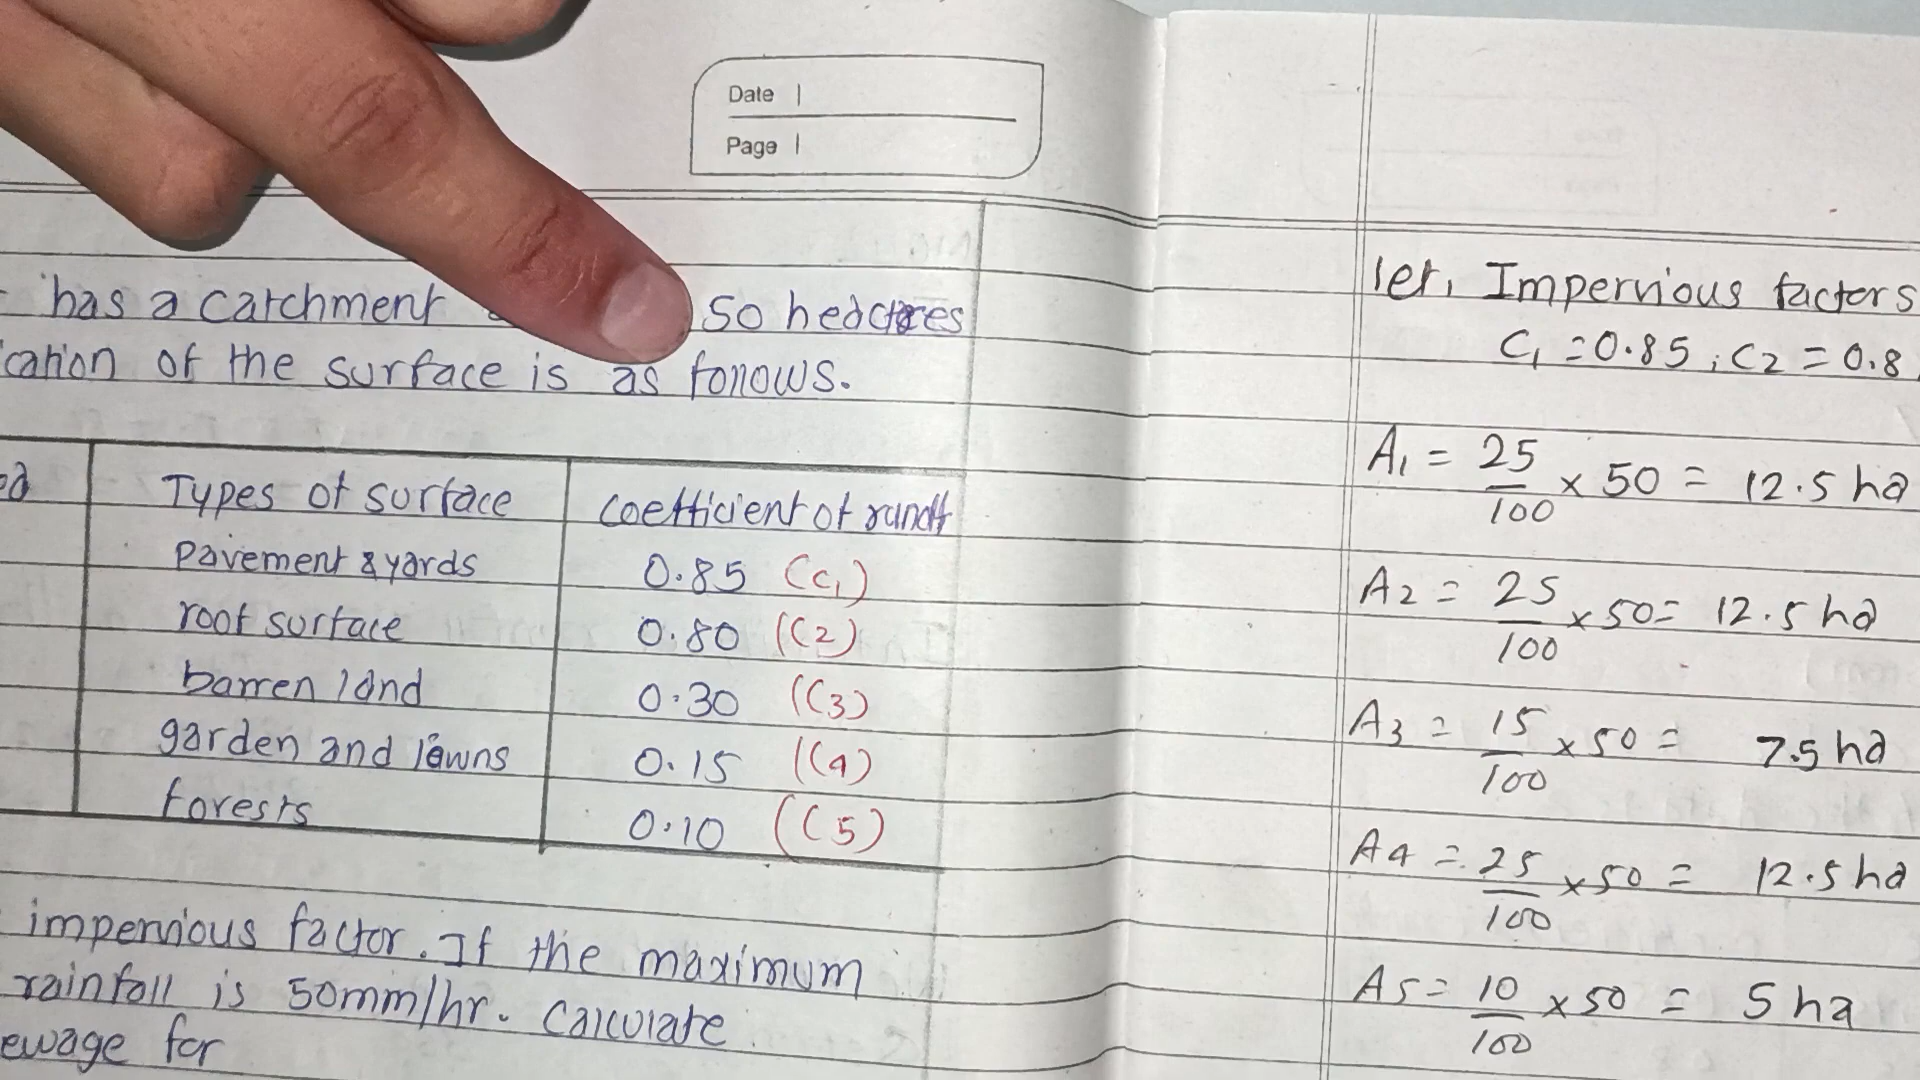 Date
Page
has a catchment 50 hedctares
ication of the surface is as follows.
Types of surface coefficient of runoff
pavement & yards 0.85 (C1)
roof surface 0.80 (C2)
barren land 0.30 (C3)
garden and lawns 0.15 (C4)
forests 0.10 (C5)
impervious factor. If the maximum
rainfall is 50mm/hr. Calculate
ewage for
let, Impervious factors
C1 = 0.85, C2 = 0.8
A1 = 25/100 x 50 = 12.5 ha
A2 = 25/100 x 50 = 12.5 ha
A3 = 15/100 x 50 = 7.5 ha
A4 = 25/100 x 50 = 12.5 ha
A5 = 10/100 x 50 = 5 ha